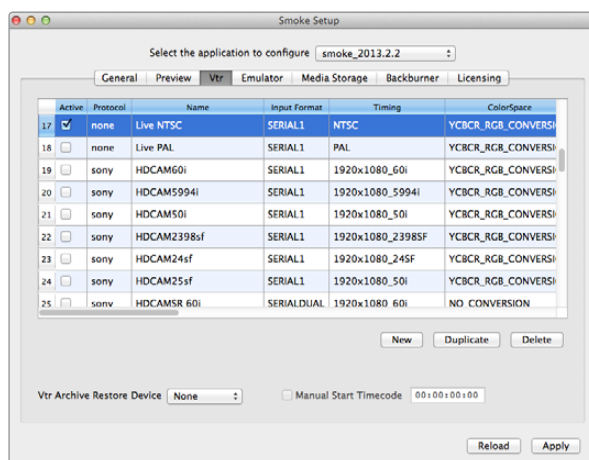 Smoke Setup
Select the application to configure smoke_2013.2.2
General Preview Vtr Emulator Media Storage Backburner Licensing
Active Protocol Name Input Format Timing ColorSpace
17 none Live NTSC SERIAL1 NTSC YCBCR_RGB_CONVERSI
18 none Live PAL SERIAL1 PAL YCBCR_RGB_CONVERSI
19 sony HDCAM60i SERIAL1 1920x1080_60i YCBCR_RGB_CONVERSI
20 sony HDCAM5994i SERIAL1 1920x1080_5994i YCBCR_RGB_CONVERSI
21 sony HDCAM50i SERIAL1 1920x1080_50i YCBCR_RGB_CONVERSI
22 sony HDCAM2398sf SERIAL1 1920x1080_2398SF YCBCR_RGB_CONVERSI
23 sony HDCAM24sf SERIAL1 1920x1080_24SF YCBCR_RGB_CONVERSI
24 sony HDCAM25sf SERIAL1 1920x1080_50i YCBCR_RGB_CONVERSI
25 sony HDCAMSR 60i SERIALDUAL 1920x1080 60i NO CONVERSION
New Duplicate Delete
Vtr Archive Restore Device None Manual Start Timecode 00:00:00:00
Reload Apply